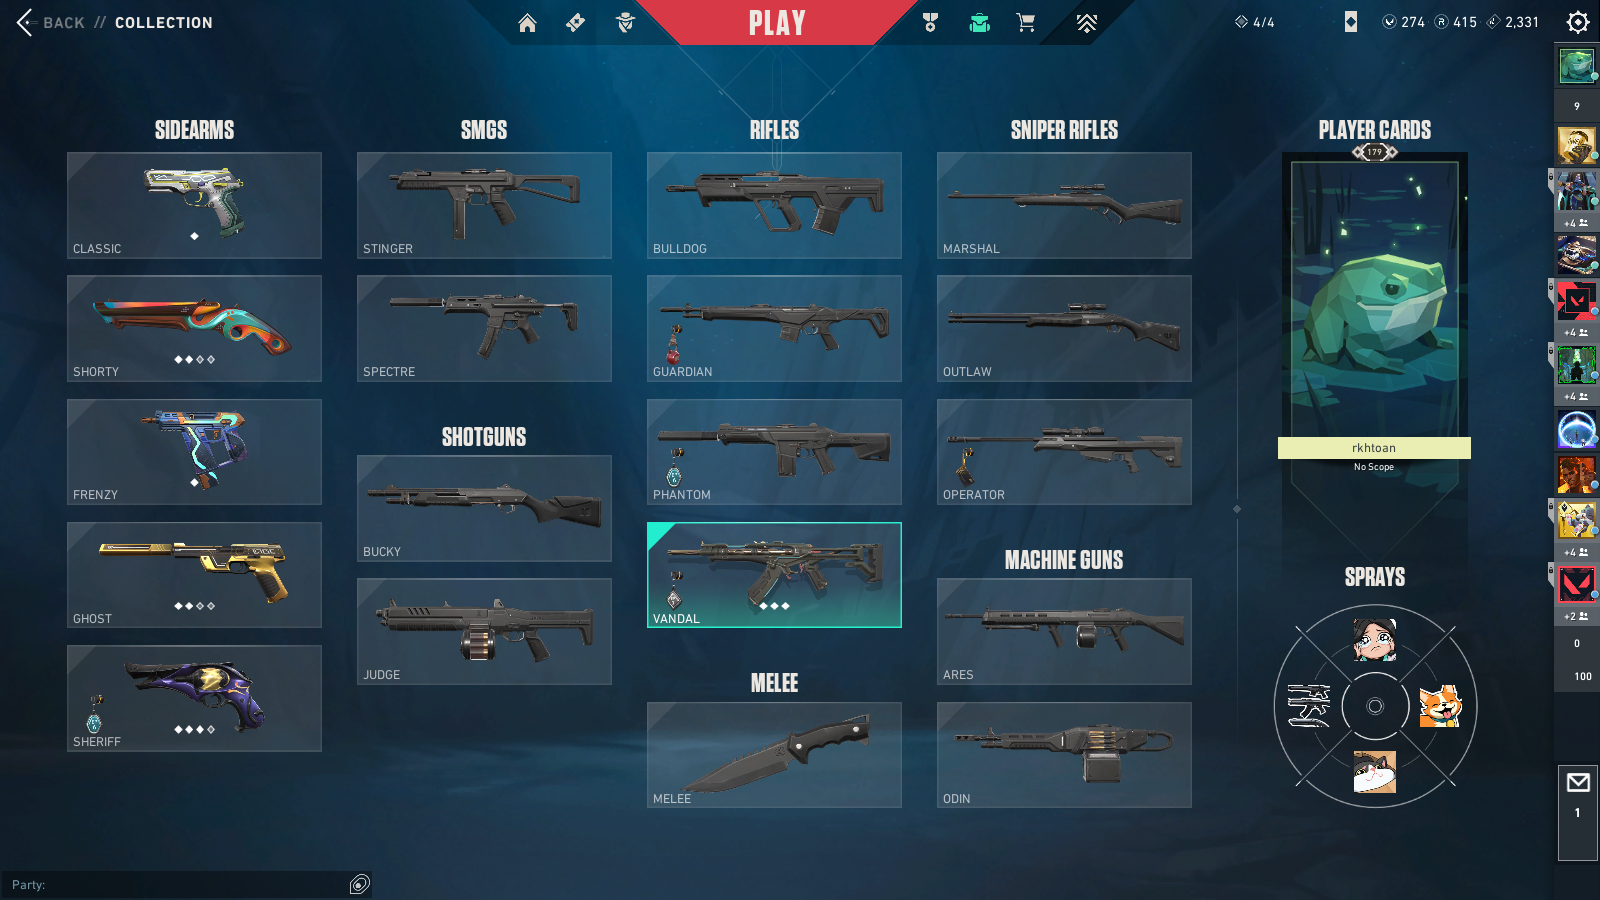 BACK // COLLECTION
PLAY
4/4
274
415
2,331
SIDEARMS
SMGS
RIFLES
SNIPER RIFLES
PLAYER CARDS
CLASSIC
STINGER
BULLDOG
MARSHAL
179
SHORTY
SPECTRE
GUARDIAN
OUTLAW
FRENZY
SHOTGUNS
PHANTOM
OPERATOR
rkhtoan
No Scope
GHOST
BUCKY
VANDAL
MACHINE GUNS
SPRAYS
SHERIFF
JUDGE
MELEE
ARES
MELEE
ODIN
9
+4
+4
+4
+4
+2
0
100
1
Party: